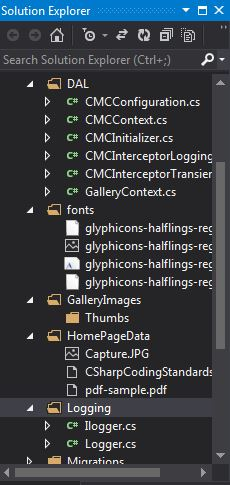 Solution Explorer
Search Solution Explorer (Ctrl+;)
DAL
C# CMCConfiguration.cs
C# CMCContext.cs
C# CMCInitializer.cs
C# CMCInterceptorLogging
C# CMCInterceptorTransien
C# GalleryContext.cs
fonts
glyphicons-halflings-reg
glyphicons-halflings-reg
glyphicons-halflings-reg
glyphicons-halflings-reg
GalleryImages
Thumbs
HomePageData
Capture.JPG
CSharpCodingStandards
pdf-sample.pdf
Logging
C# Ilogger.cs
C# Logger.cs
Migrations